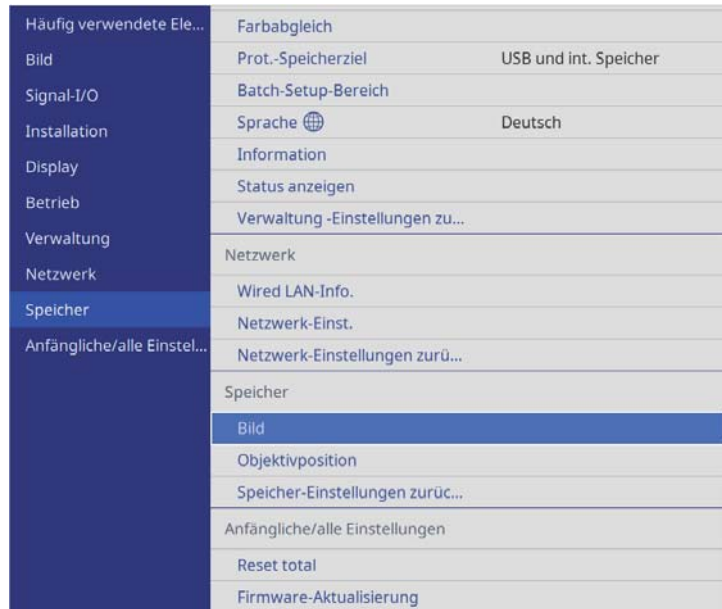 Häufig verwendete Ele...
Bild
Signal-I/O
Installation
Display
Betrieb
Verwaltung
Netzwerk
Speicher
Anfängliche/alle Einstel...
Farbabgleich
Prot.-Speicherziel USB und int. Speicher
Batch-Setup-Bereich
Sprache Deutsch
Information
Status anzeigen
Verwaltung -Einstellungen zu...
Netzwerk
Wired LAN-Info.
Netzwerk-Einst.
Netzwerk-Einstellungen zurü...
Speicher
Bild
Objektivposition
Speicher-Einstellungen zurüc...
Anfängliche/alle Einstellungen
Reset total
Firmware-Aktualisierung